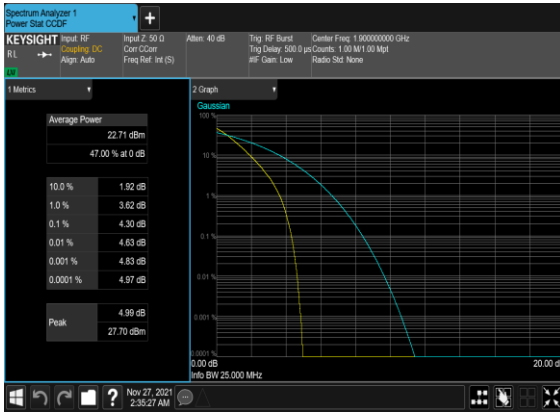 Spectrum Analyzer 1
Power Stat CCDF
+
KEYSIGHT Input: RF Input Z: 50 Ω Atten: 40 dB Trig: RF Burst Center Freq: 1.900000000 GHz
RL Coupling: DC Corr CCorr Trig Delay: 500.0 µs Counts: 1.00 M/1.00 Mpt
Align: Auto Freq Ref: Int (S) #IF Gain: Low Radio Std: None
1 Metrics
2 Graph
Average Power
22.71 dBm
47.00 % at 0 dB
10.0 % 1.92 dB
1.0 % 3.62 dB
0.1 % 4.30 dB
0.01 % 4.63 dB
0.001 % 4.83 dB
0.0001 % 4.97 dB
Peak 4.99 dB
27.70 dBm
Gaussian
100 %
10 %
1 %
0.1 %
0.01 %
0.001 %
0.0001 %
0.00 dB 20.00 d
Info BW 25.000 MHz
? Nov 27, 2021
2:35:27 AM